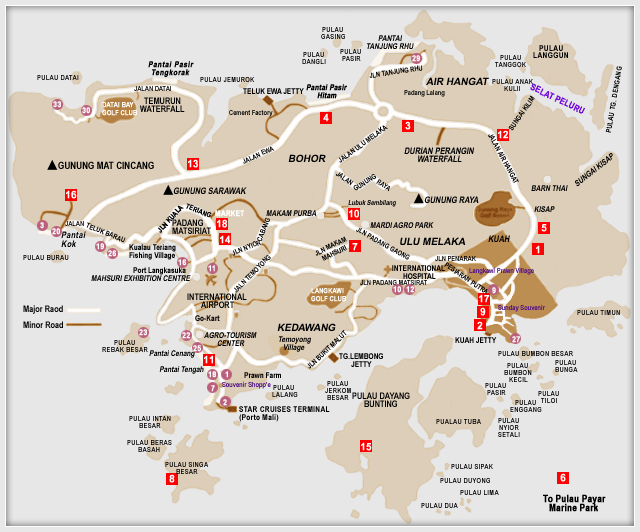 PULAU
GASING
PULAU
DANGLI
PULAU
PASIR
PANTAI
TANJUNG RHU
29
PULAU
LANGGUN
PULAU
TANGGOK
PULAU ANAK
KULII
SELAT PELURU
PULAU TG. DENGANG
Pantai Pasir
Tengkorak
PULAU DATAI
PULAU JEMUROK
JLN TANJUNG RHU
AIR HANGAT
Padang Lalang
JALAN DATAI
TELUK EWA JETTY
Pantai Pasir
Hitam
33
30
DATAI BAY
GOLF CLUB
TEMURUN
WATERFALL
Cement Factory
4
3
12
SUNGAI KILIM
JALAN AIR HANGAT
JALAN ULU MELAKA
DURIAN PERANGIN
WATERFALL
JALAN EWA
BOHOR
13
GUNUNG MAT CINCANG
SUNGAI KISAP
JALAN
GUNUNG
RAYA
BARN THAI
GUNUNG SARAWAK
16
GUNUNG RAYA
Lubuk Sembilang
KISAP
MAKAM PURBA
10
JLN KUALA
TERIANG
MARKET
18
3
20
Pantai
Kok
JALAN TELUK BARAU
PADANG
MATSIRAT
14
MARDI AGRO PARK
5
1
ULU MELAKA
KUAH
JLN NYIOR
CABANG
JLN MAKAM
MAHSURI
7
JLN PADANG GAONG
19
26
Kualau Teriang
Fishing Village
PULAU BURAU
16
JLN PENARAK
PERSIARAN PUTRA
Port Langkasuka
MAHSURI EXHIBITION CENTRE
11
JALN TEMOYONG
INTERNATIONAL
HOSPITAL
Langkawi Prawn Village
JLN PADANG MATSIRAT
10
12
9
LANGKAWI
GOLF CLUB
INTERNATIONAL
AIRPORT
17
Sunday Souvenir
9
2
Major Raod
Minor Road
Go-Kart
KEDAWANG
PULAU TIMUN
23
PULAU
REBAK BESAR
22
AGRO-TOURISM
CENTER
Temoyong
Village
JLN BUKIT MALUT
KUAH JETTY
27
25
Pantai Cenang
11
TG.LEMBONG
JETTY
PULAU BUMBON BESAR
PULAU
BUMBON
KECIL
PULAU
BUNGA
Pantai Tengah
18
1
Prawn Farm
7
Souvenir Shopp'e
PULAU
LALANG
PULAU
JERKOM
BESAR
PULAU DAYANG
BUNTING
PULAU
PASIR
PULAU
TILOI
2
STAR CRUISES TERMINAL
(Porto Mali)
PULAU
ENGGANG
PULAU INTAN
BESAR
PUALAU TUBA
PULAU
NYIOR
SETALI
PULAU BERAS
BASAH
15
PULAU SINGA
BESAR
8
PULAU SIPAK
PULAU DUYONG
PULAU LIMA
PULAU DUA
6
To Pulau Payar
Marine Park